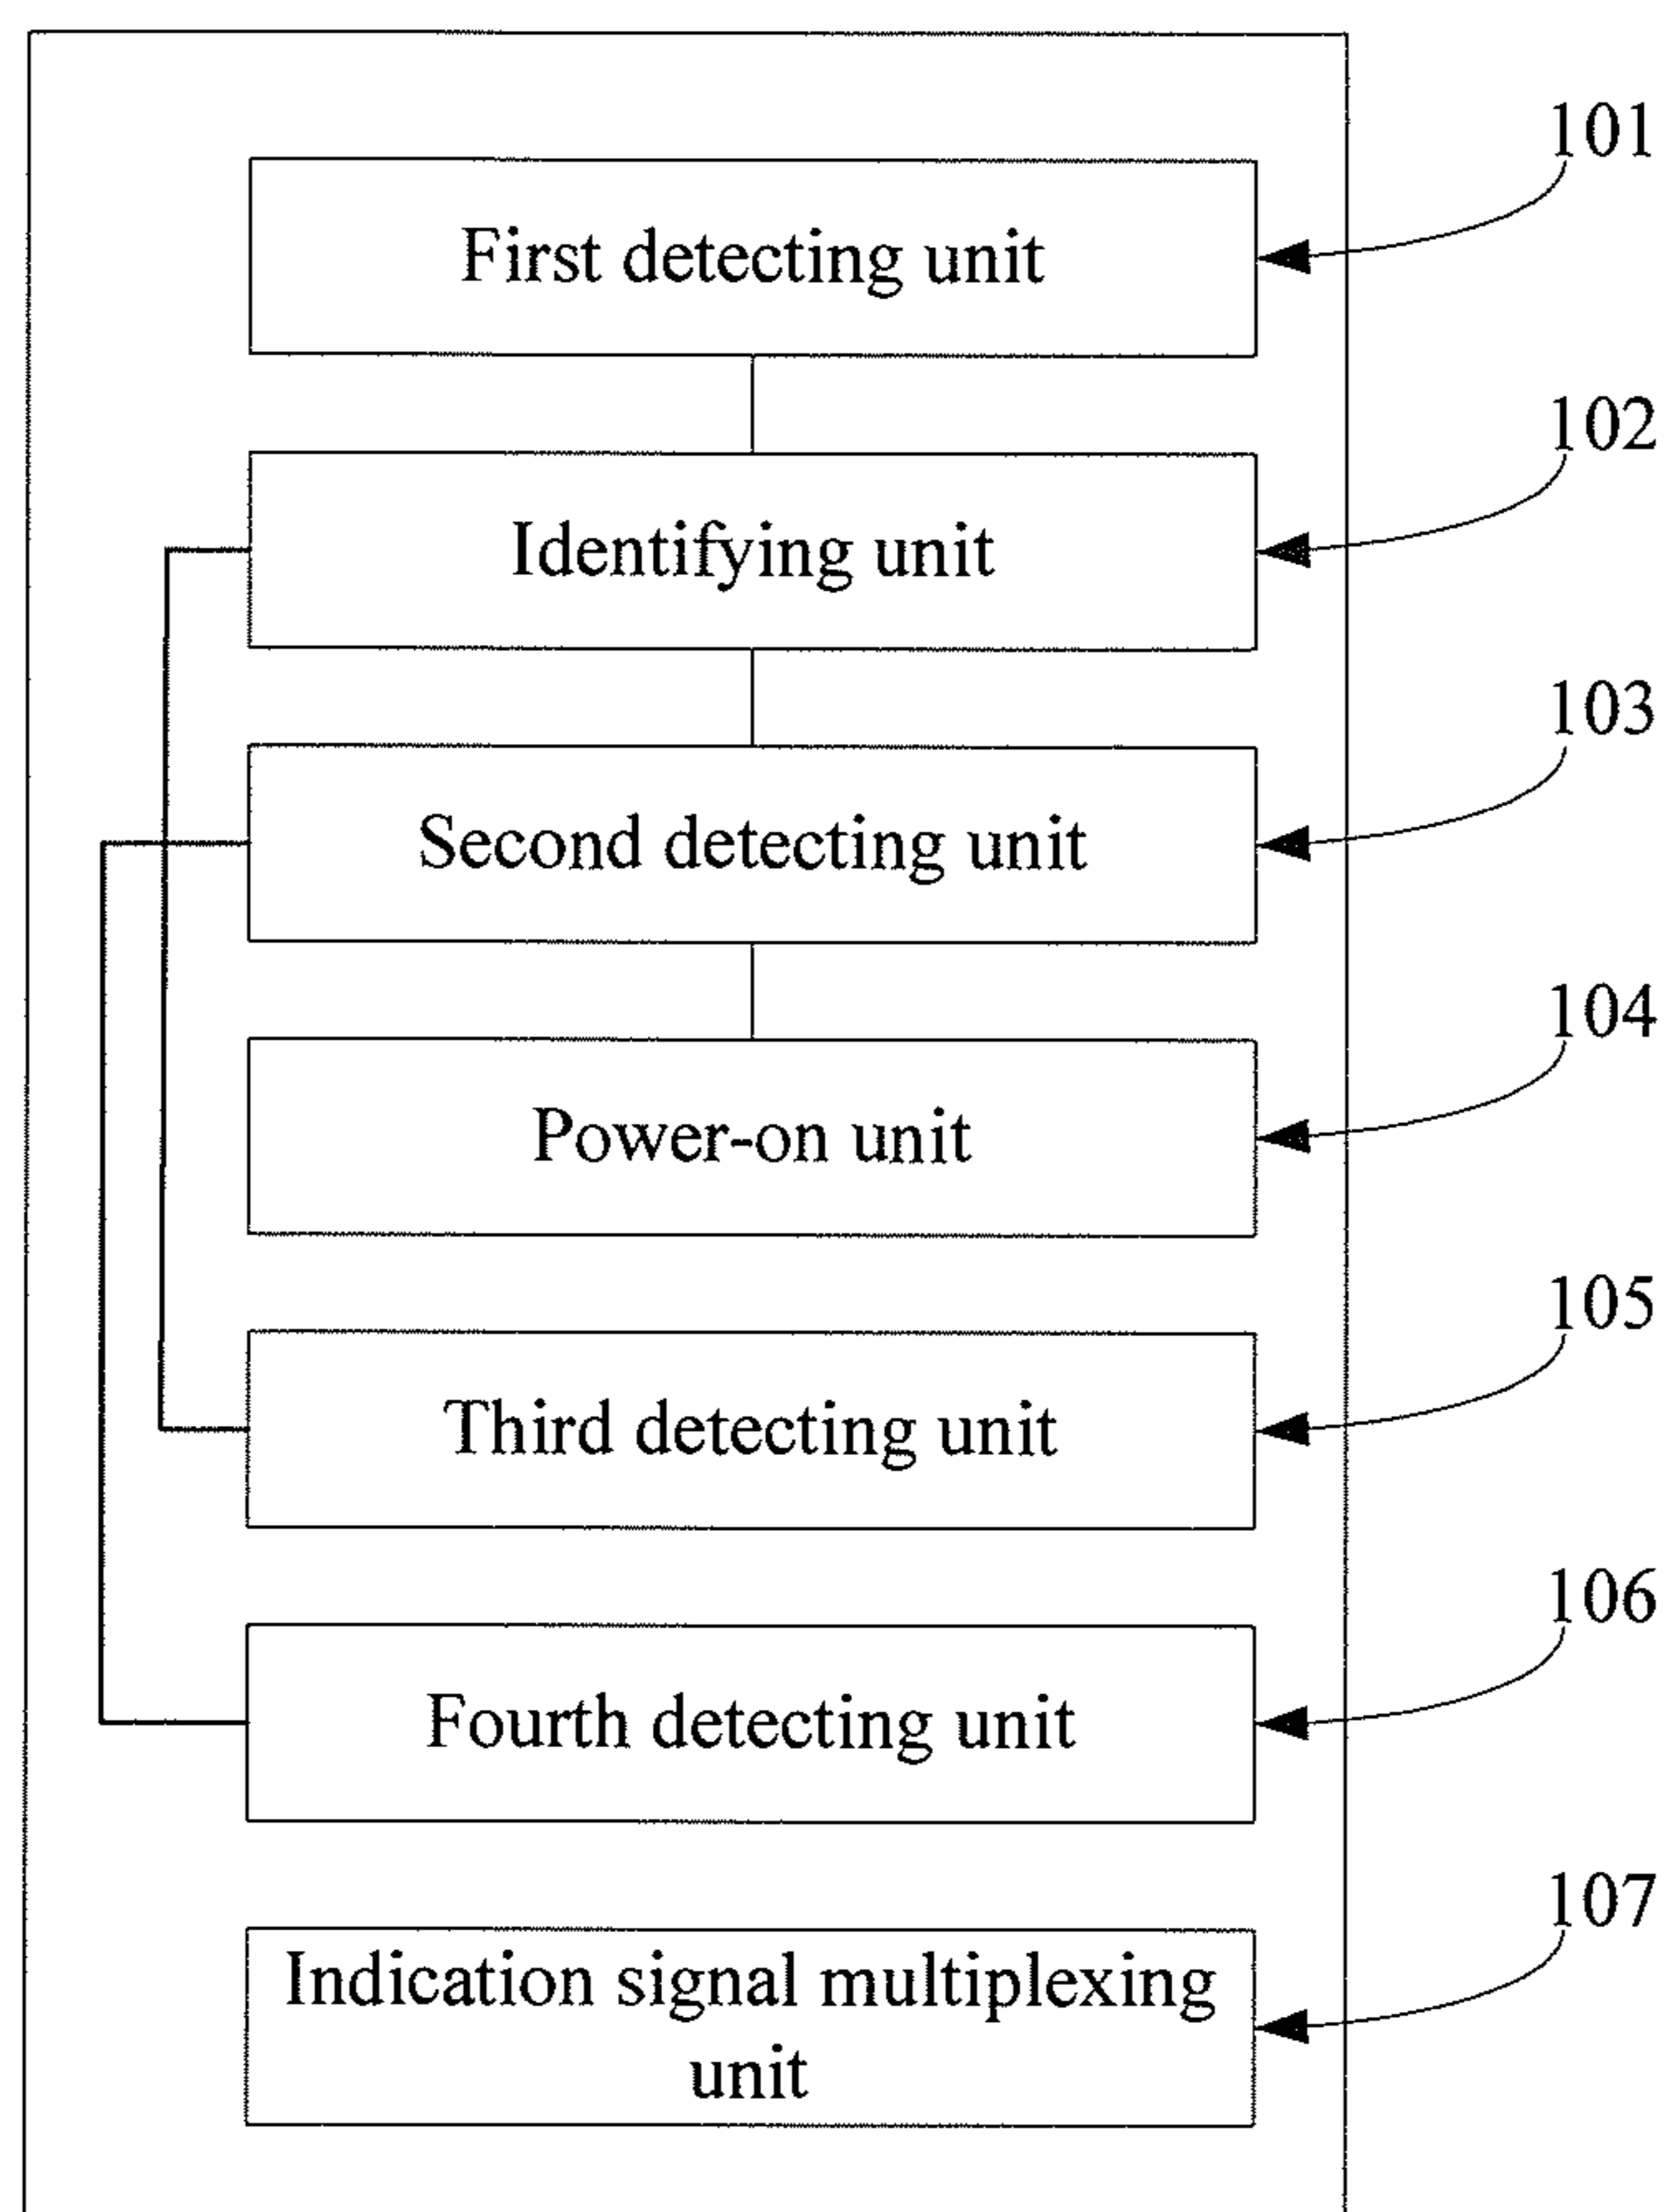 101
First detecting unit
102
Identifying unit
103
Second detecting unit
104
Power-on unit
105
Third detecting unit
106
Fourth detecting unit
107
Indication signal multiplexing
unit